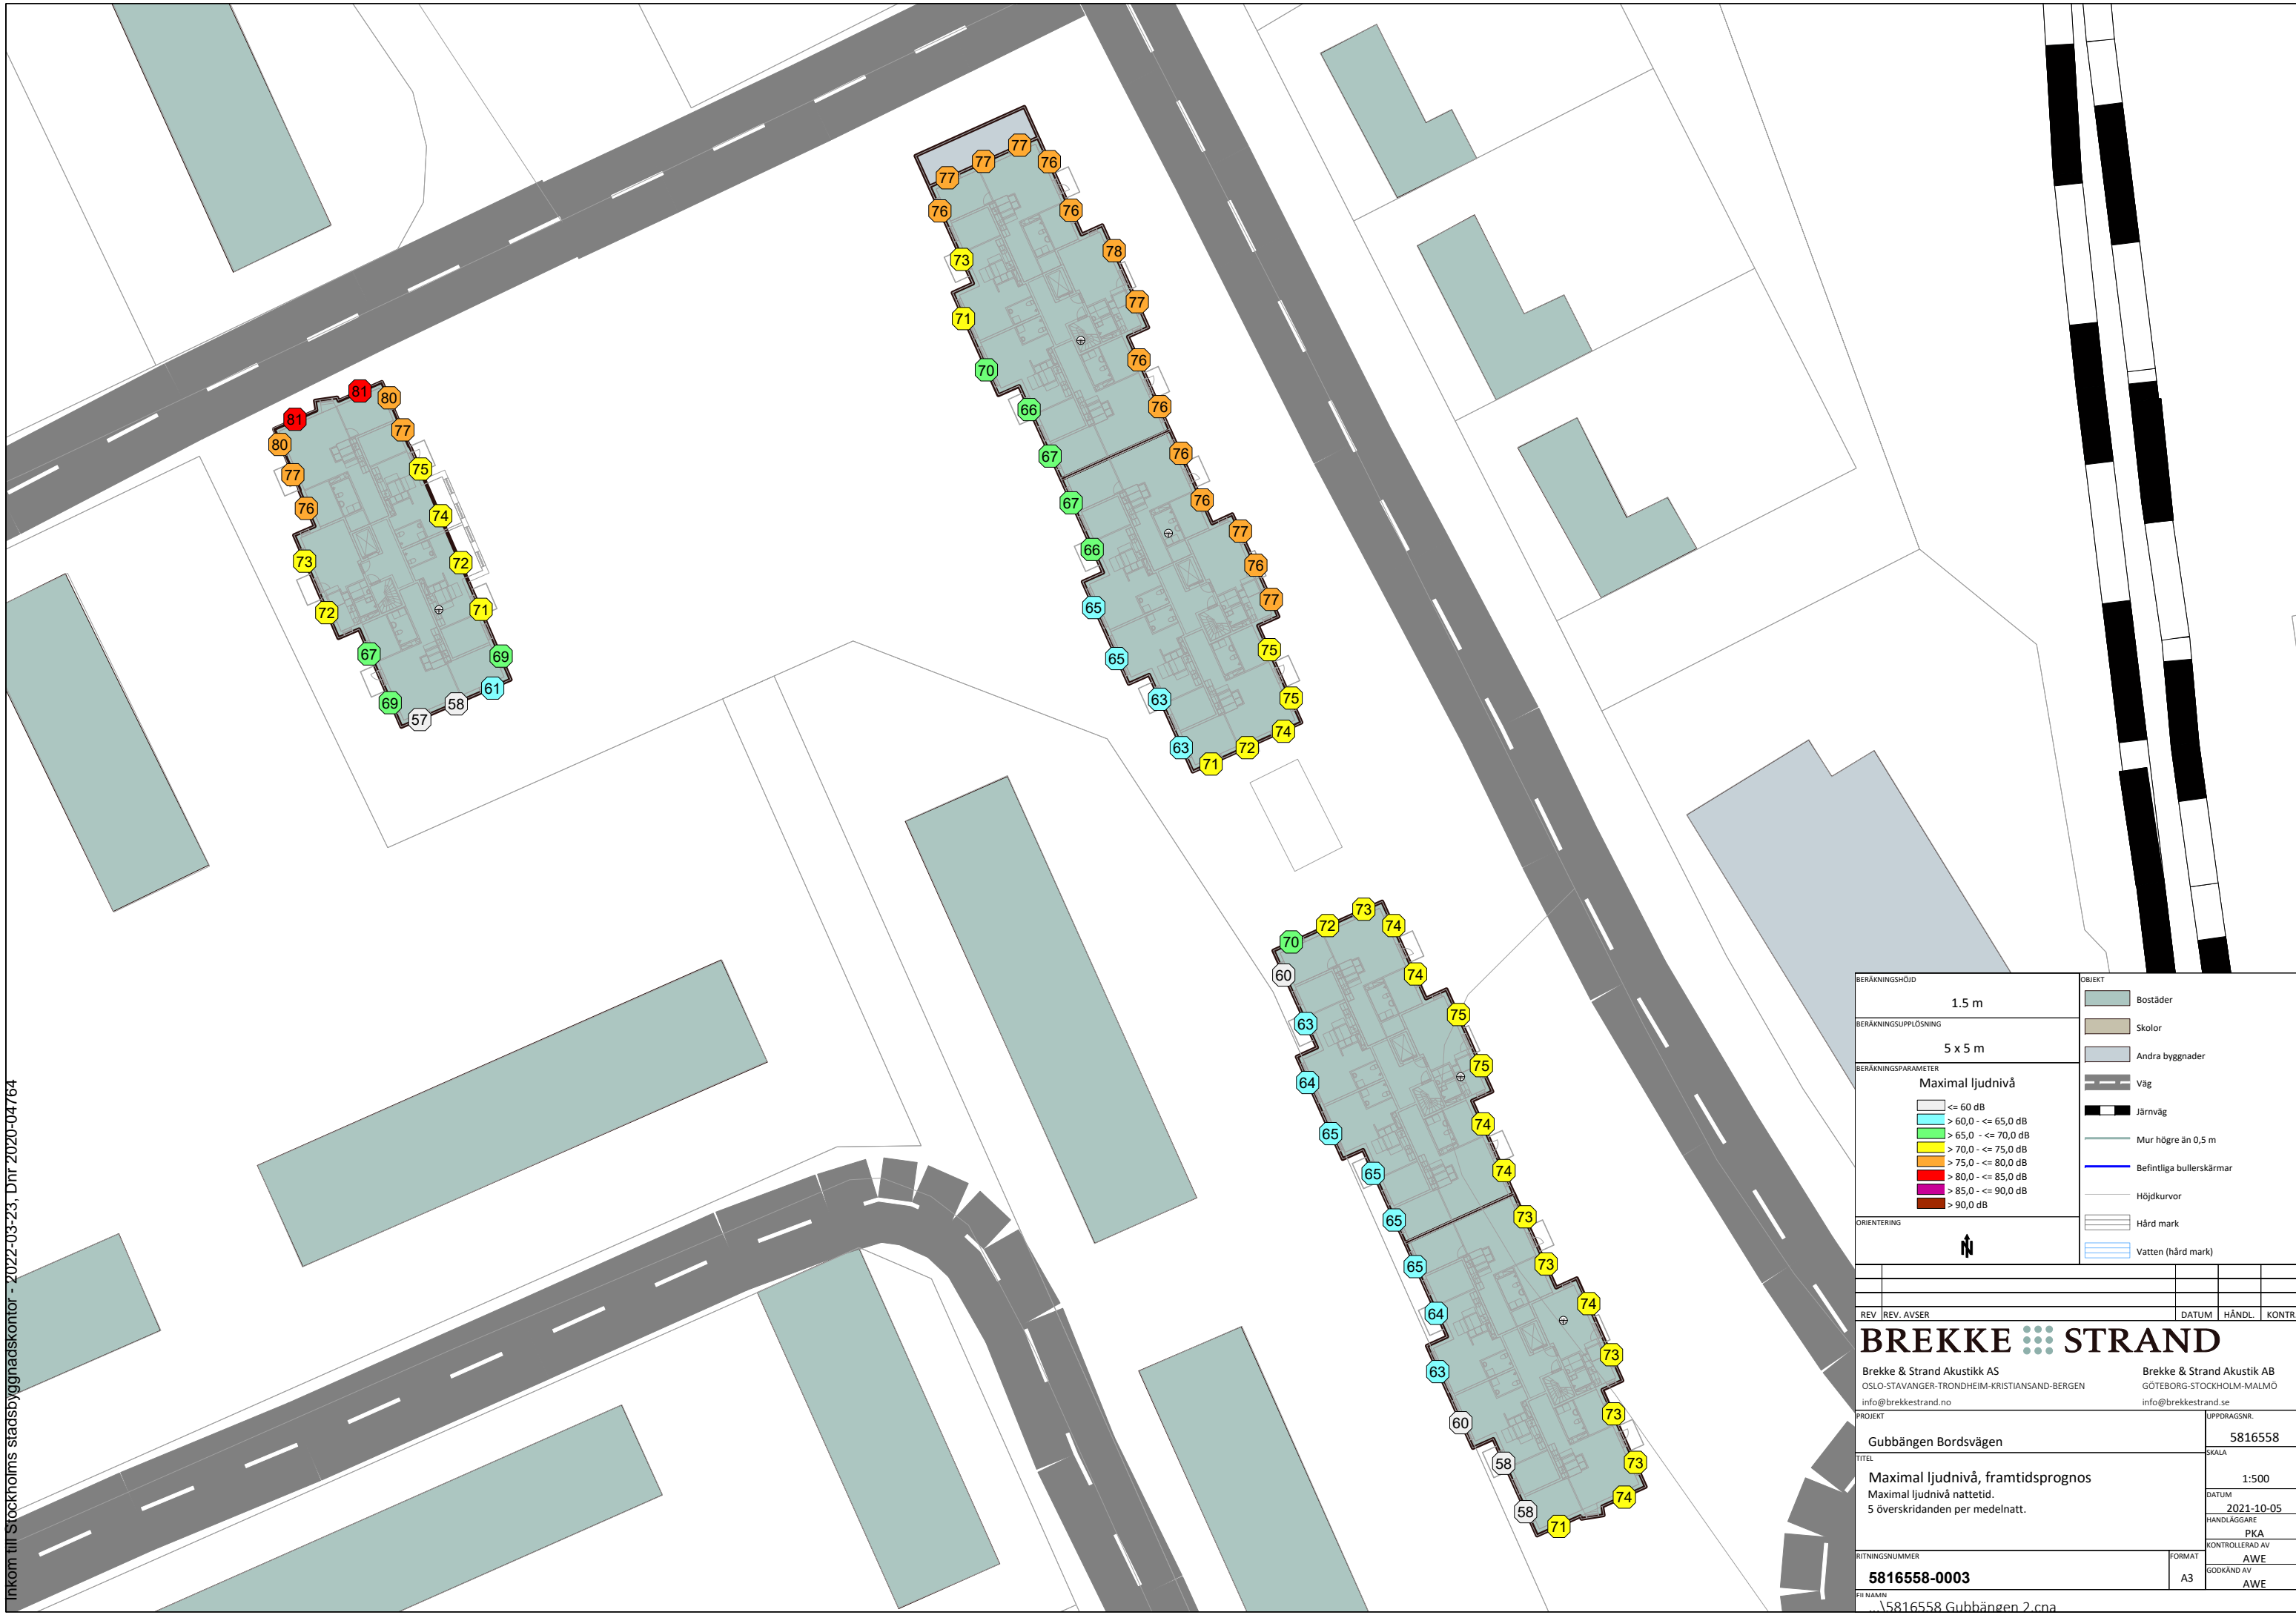 77
77
77
76
76
76
73
78
77
71
76
70
76
66
67
76
67
76
77
66
76
77
65
75
65
75
63
74
72
63
71
81
80
81
77
80
75
77
76
74
73
72
72
71
67
69
61
69
58
57
73
74
72
70
60
74
63
75
64
75
65
74
65
74
65
73
65
73
64
74
63
73
60
73
58
73
58
74
71
Inkom till Stockholms stadsbyggnadskontor - 2022-03-23, Dnr 2020-04764
BERÄKNINGSHÖJD
1.5 m
BERÄKNINGSUPPLÖSNING
5 x 5 m
BERÄKNINGSPARAMETER
Maximal ljudnivå
<= 60 dB
> 60,0 - <= 65,0 dB
> 65,0 - <= 70,0 dB
> 70,0 - <= 75,0 dB
> 75,0 - <= 80,0 dB
> 80,0 - <= 85,0 dB
> 85,0 - <= 90,0 dB
> 90,0 dB
ORIENTERING
N
OBJEKT
Bostäder
Skolor
Andra byggnader
Väg
Järnväg
Mur högre än 0,5 m
Befintliga bullerskärmar
Höjdkurvor
Hård mark
Vatten (hård mark)
REV REV. AVSER DATUM HÅNDL. KONTR.
BREKKE STRAND
Brekke & Strand Akustikk AS
OSLO-STAVANGER-TRONDHEIM-KRISTIANSAND-BERGEN
info@brekkestrand.no
Brekke & Strand Akustik AB
GÖTEBORG-STOCKHOLM-MALMÖ
info@brekkestrand.se
PROJEKT
Gubbängen Bordsvägen
UPPDRAGSNR.
5816558
TITEL
Maximal ljudnivå, framtidsprognos
Maximal ljudnivå nattetid.
5 överskridanden per medelnatt.
SKALA
1:500
DATUM
2021-10-05
HANDLÄGGARE
PKA
KONTROLLERAD AV
AWE
GODKÄND AV
AWE
RITNINGSNUMMER
5816558-0003
FORMAT
A3
FILNAMN
...\5816558 Gubbängen 2.cna